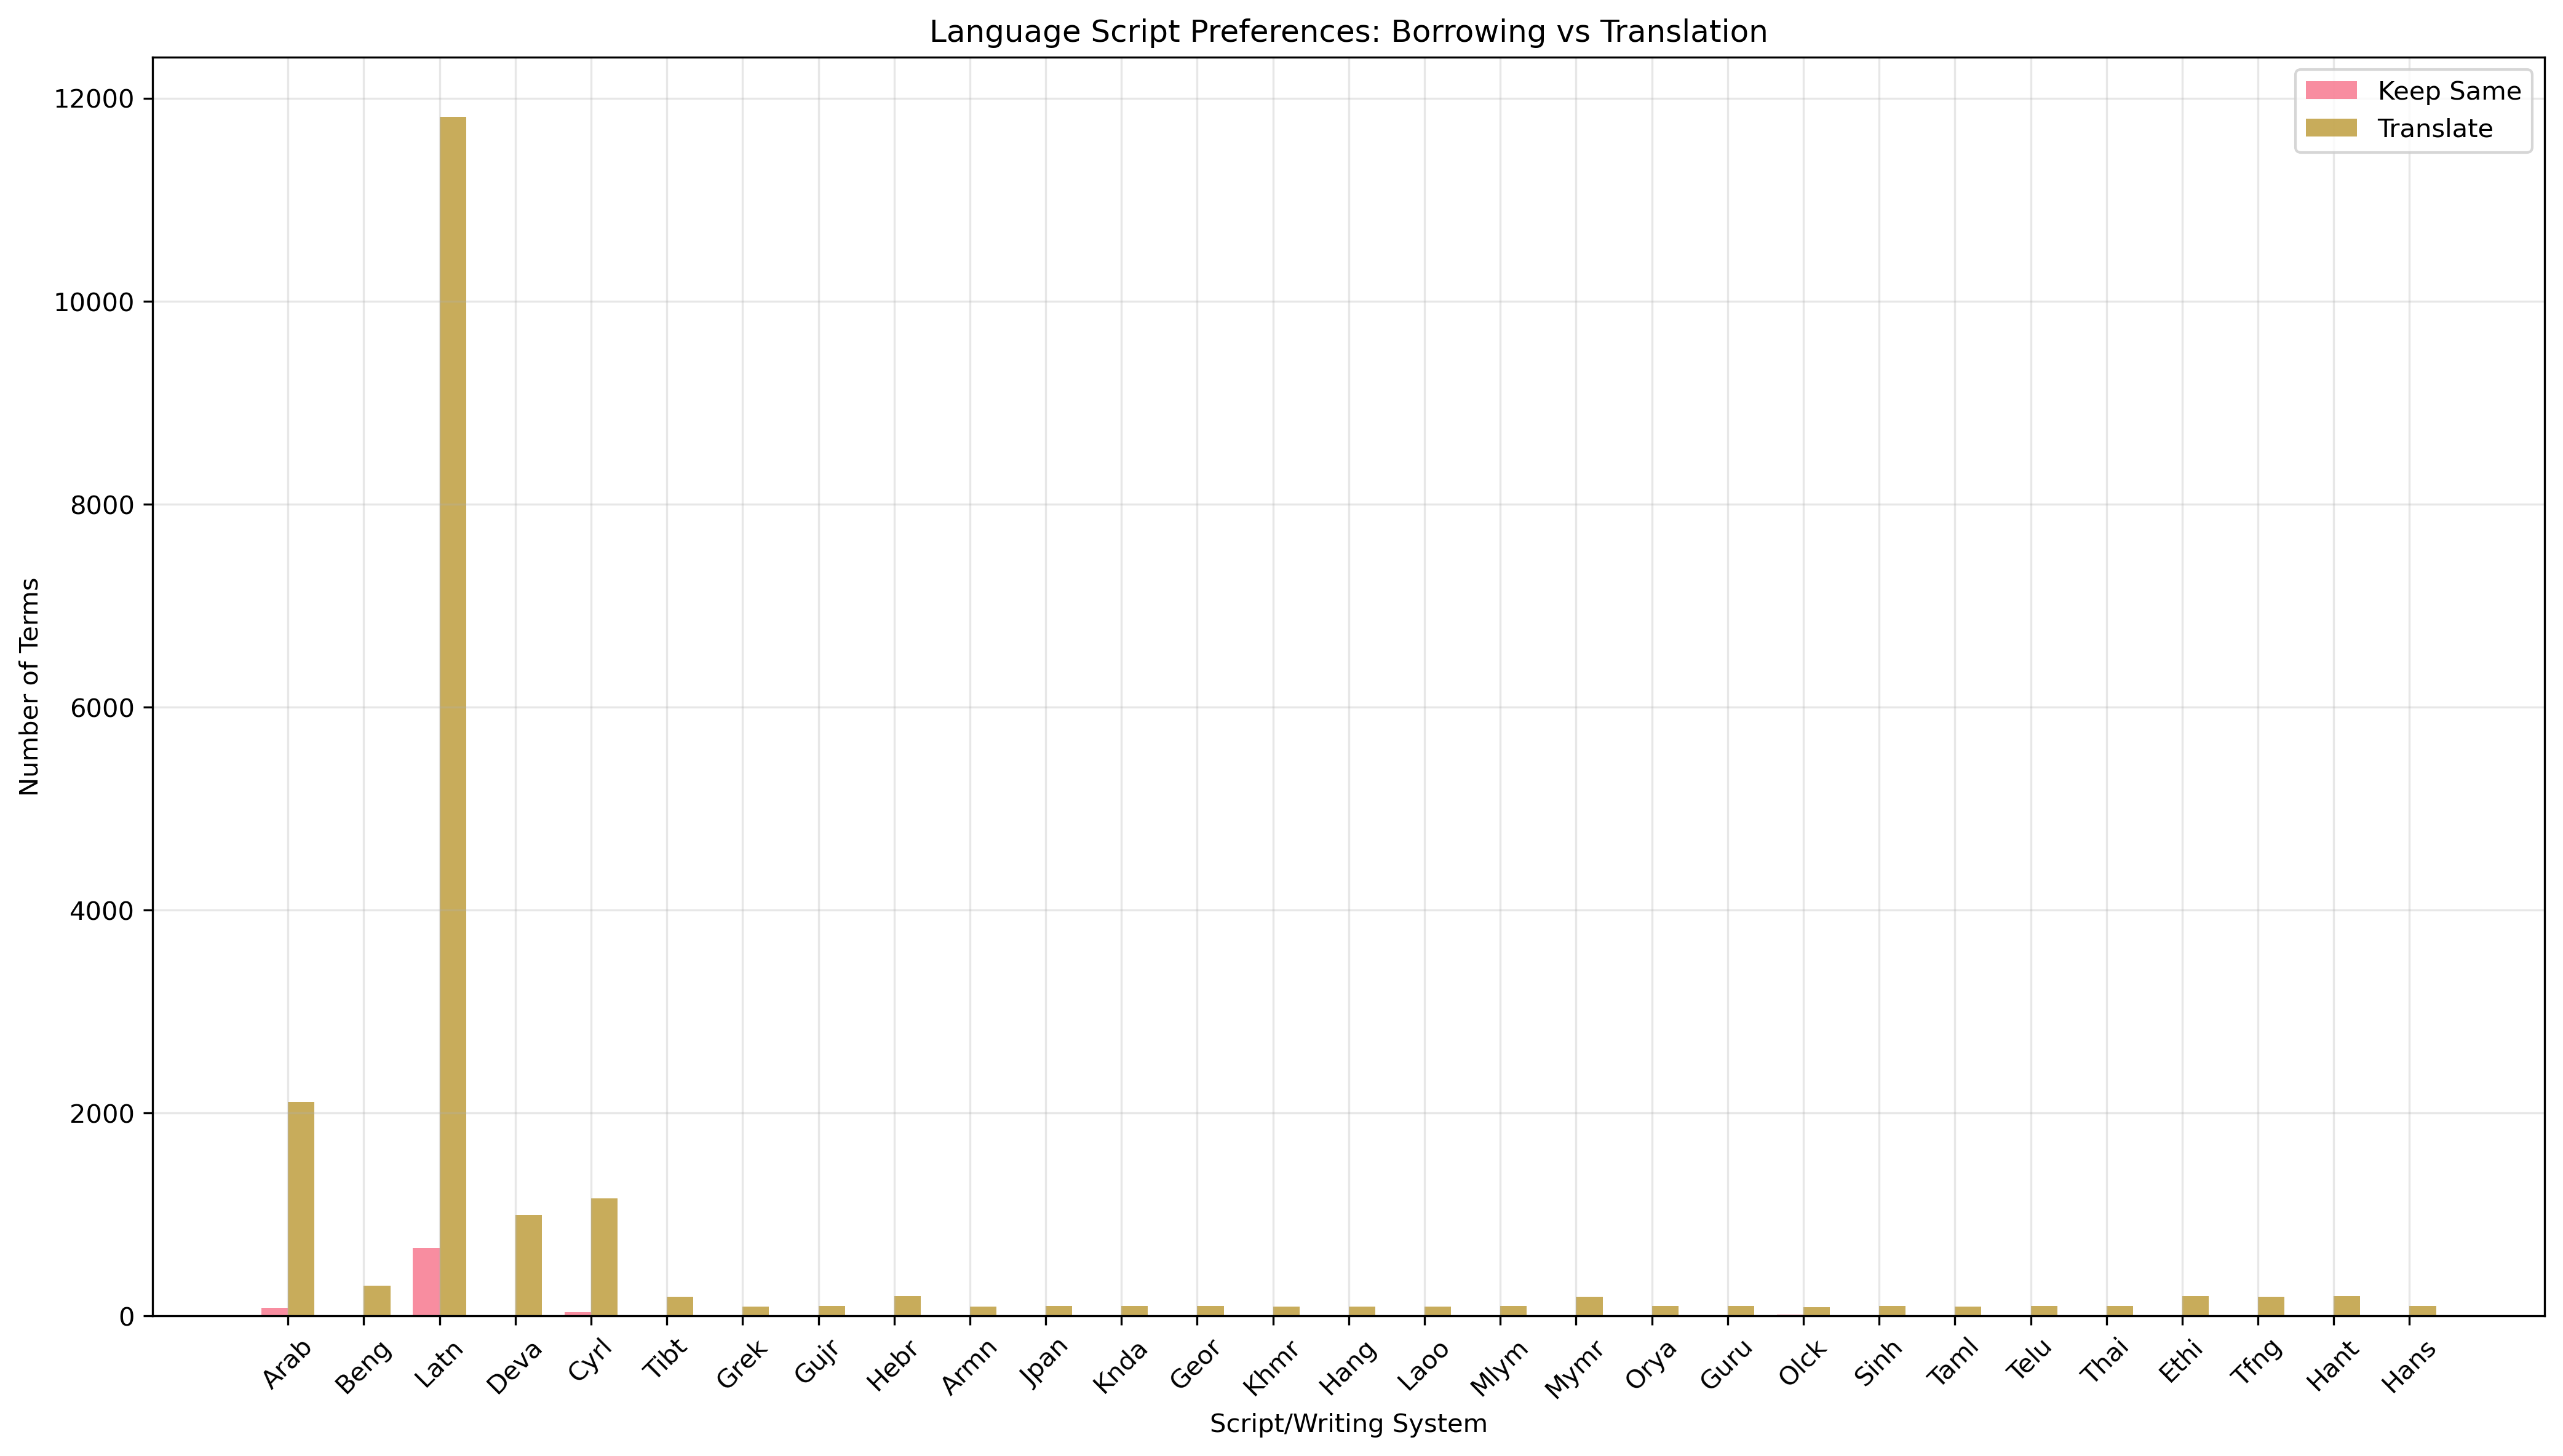 Language Script Preferences: Borrowing vs Translation
Keep Same
Translate
12000
10000
8000
6000
4000
2000
0
Number of Terms
Arab
Beng
Latn
Deva
Cyrl
Tibt
Grek
Gujr
Hebr
Armn
Jpan
Knda
Geor
Khmr
Hang
Laoo
Mlym
Mymr
Orya
Guru
Olck
Sinh
Taml
Telu
Thai
Ethi
Tfng
Hant
Hans
Script/Writing System